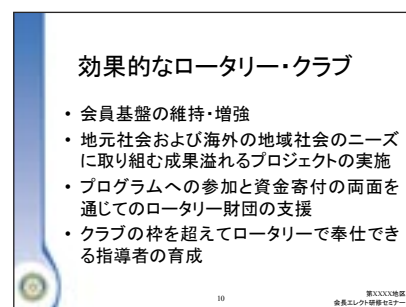 効果的なロータリー・クラブ
• 会員基盤の維持・増強
• 地元社会および海外の地域社会のニーズ
に取り組む成果溢れるプロジェクトの実施
• プログラムへの参加と資金寄付の両面を
通じてのロータリー財団の支援
• クラブの枠を超えてロータリーで奉仕でき
る指導者の育成
10
第XXXX地区
会長エレクト研修セミナー